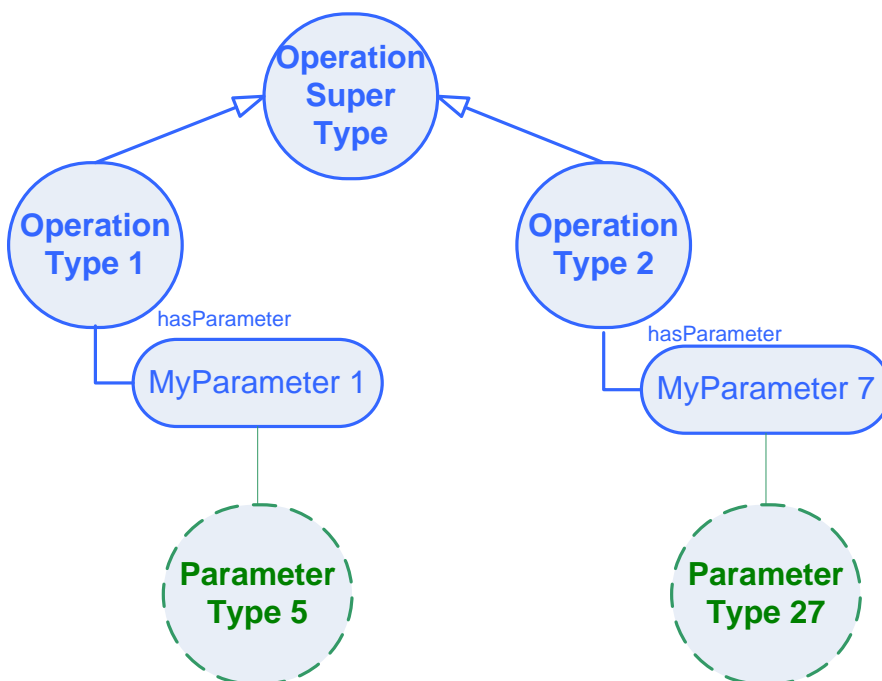 Operation
Super
Type
Operation
Type 1
Operation
Type 2
hasParameter
hasParameter
MyParameter 1
MyParameter 7
Parameter
Type 5
Parameter
Type 27